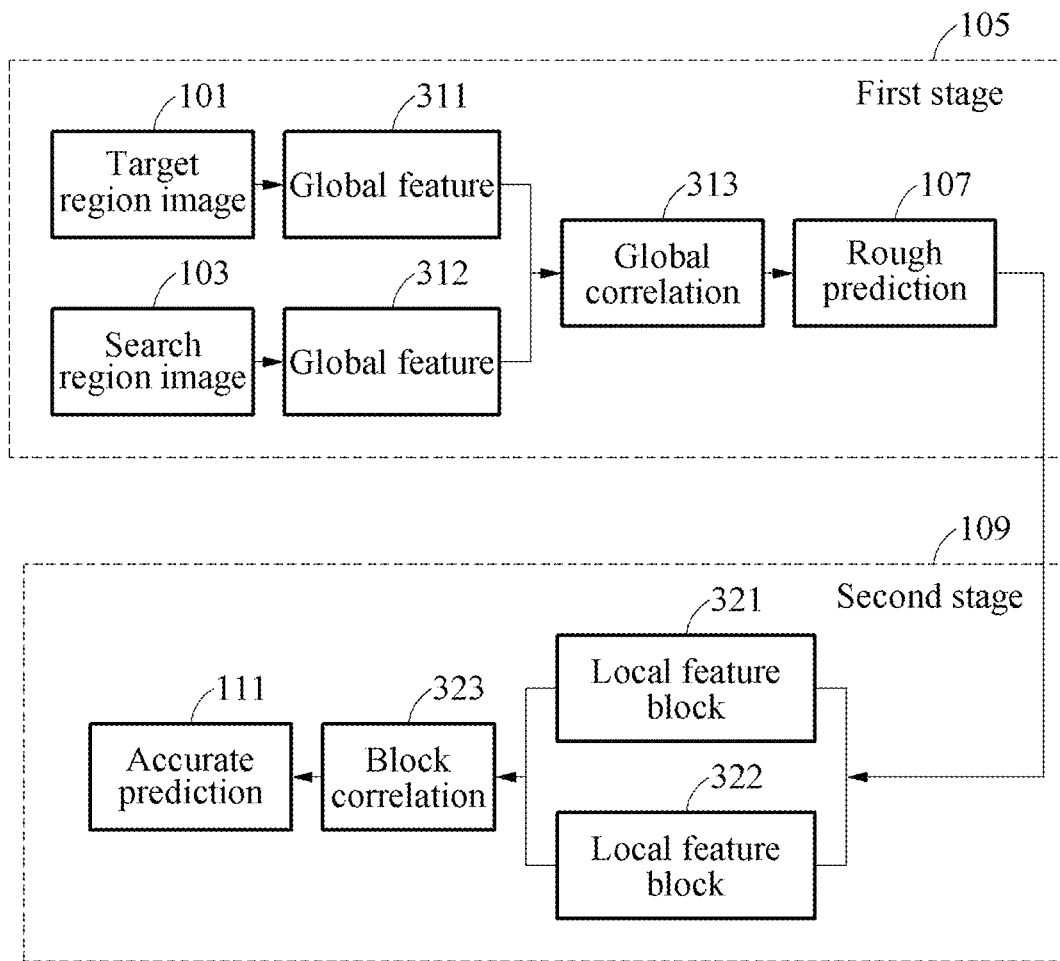 105
First stage
101
311
Target
region image
Global feature
313
107
Global
correlation
Rough
prediction
103
312
Search
region image
Global feature
109
Second stage
321
Local feature
block
111
323
Accurate
prediction
Block
correlation
322
Local feature
block